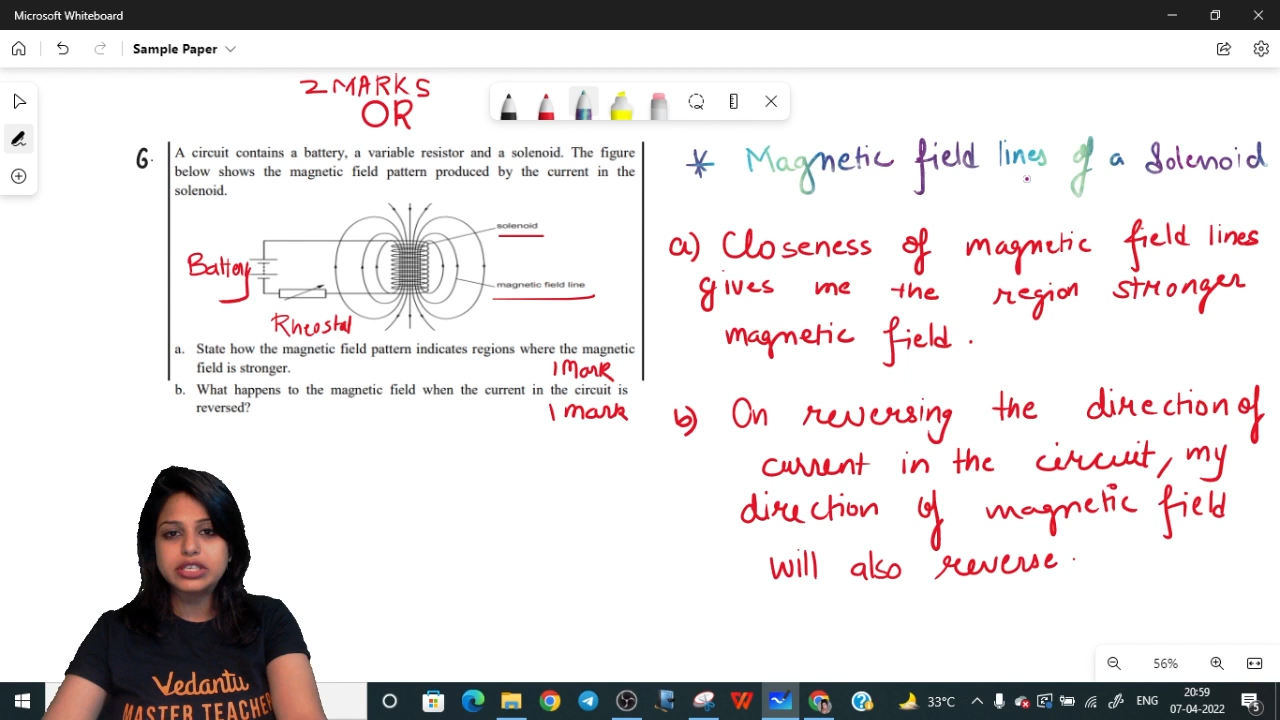 Microsoft Whiteboard
Sample Paper
2 MARKS
OR
6.
A circuit contains a battery, a variable resistor and a solenoid. The figure
below shows the magnetic field pattern produced by the current in the
solenoid.
solenoid
Battery
magnetic field line
Rheostat
a. State how the magnetic field pattern indicates regions where the magnetic
field is stronger.
1 Mark
b. What happens to the magnetic field when the current in the circuit is
reversed?
1 mark
* Magnetic field lines of a Solenoid
a) Closeness of magnetic field lines
gives me the region stronger
magnetic field.
b) On reversing the direction of
current in the circuit, my
direction of magnetic field
will also reverse.
Vedantu
MASTER TEACHER
56%
33°C
ENG
20:59
07-04-2022
5